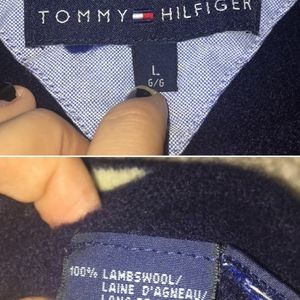 TOMMY HILFIGER
L
G/G
100% LAMBSWOOL/
LAINE D'AGNEAU/